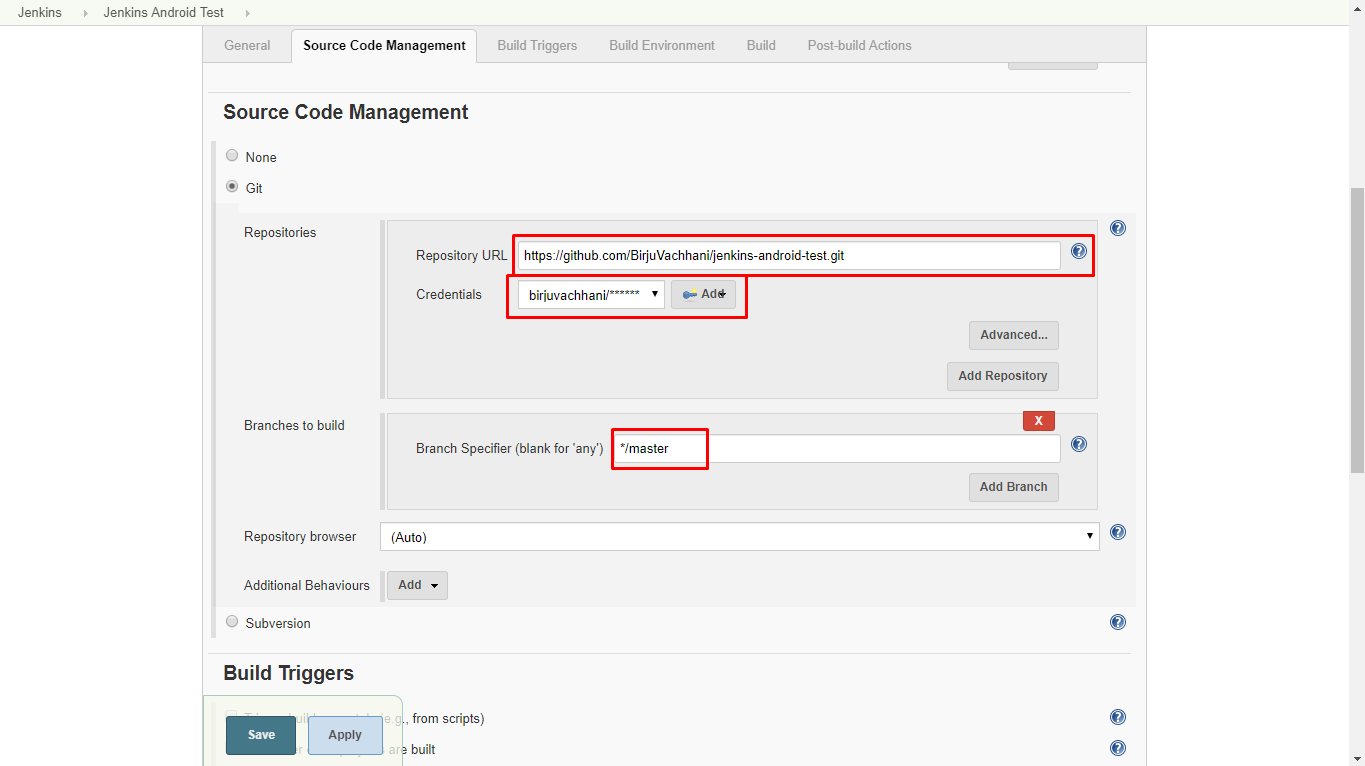 Jenkins Jenkins Android Test
General Source Code Management Build Triggers Build Environment Build Post-build Actions
Source Code Management
None
Git
Repositories
Repository URL https://github.com/BirjuVachhani/jenkins-android-test.git
Credentials birjuvachhani/****** Add
Advanced...
Add Repository
Branches to build
X
Branch Specifier (blank for 'any') */master
Add Branch
Repository browser (Auto)
Additional Behaviours Add
Subversion
Build Triggers
from scripts)
Save Apply
are built